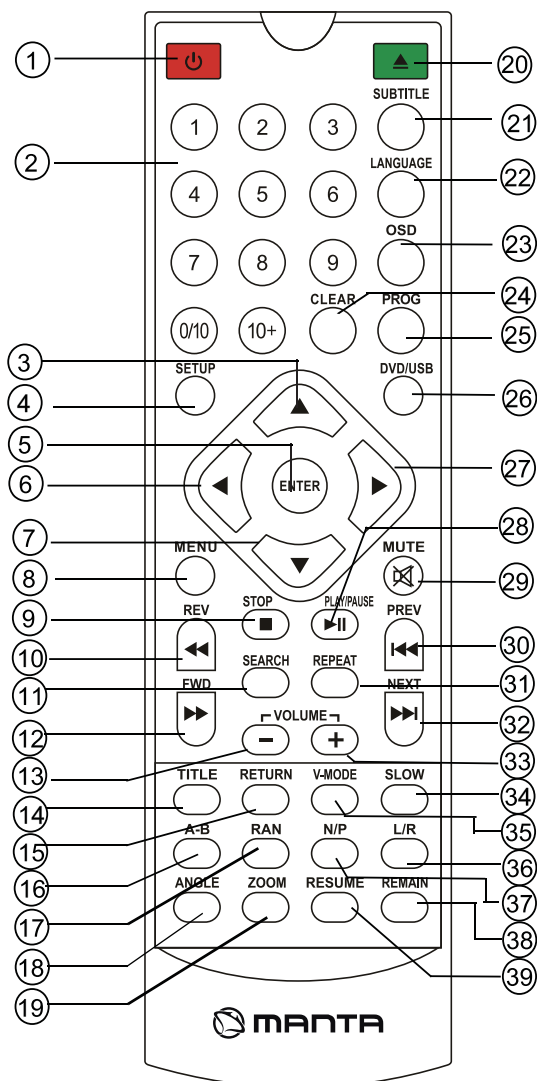 1
20
SUBTITLE
1 2 3
21
2
LANGUAGE
4 5 6
22
OSD
7 8 9
23
CLEAR PROG
24
0/10 10+
25
3
SETUP DVD/USB
4
26
5
27
6
ENTER
7
28
MENU MUTE
8
29
STOP PLAY/PAUSE
REV PREV
9
10
30
SEARCH REPEAT
11
31
FWD NEXT
12
32
VOLUME
− +
13
33
TITLE RETURN V-MODE SLOW
14
34
15
35
A-B RAN N/P L/R
16
36
17
37
ANGLE ZOOM RESUME REMAIN
18
38
19
39
MANTA